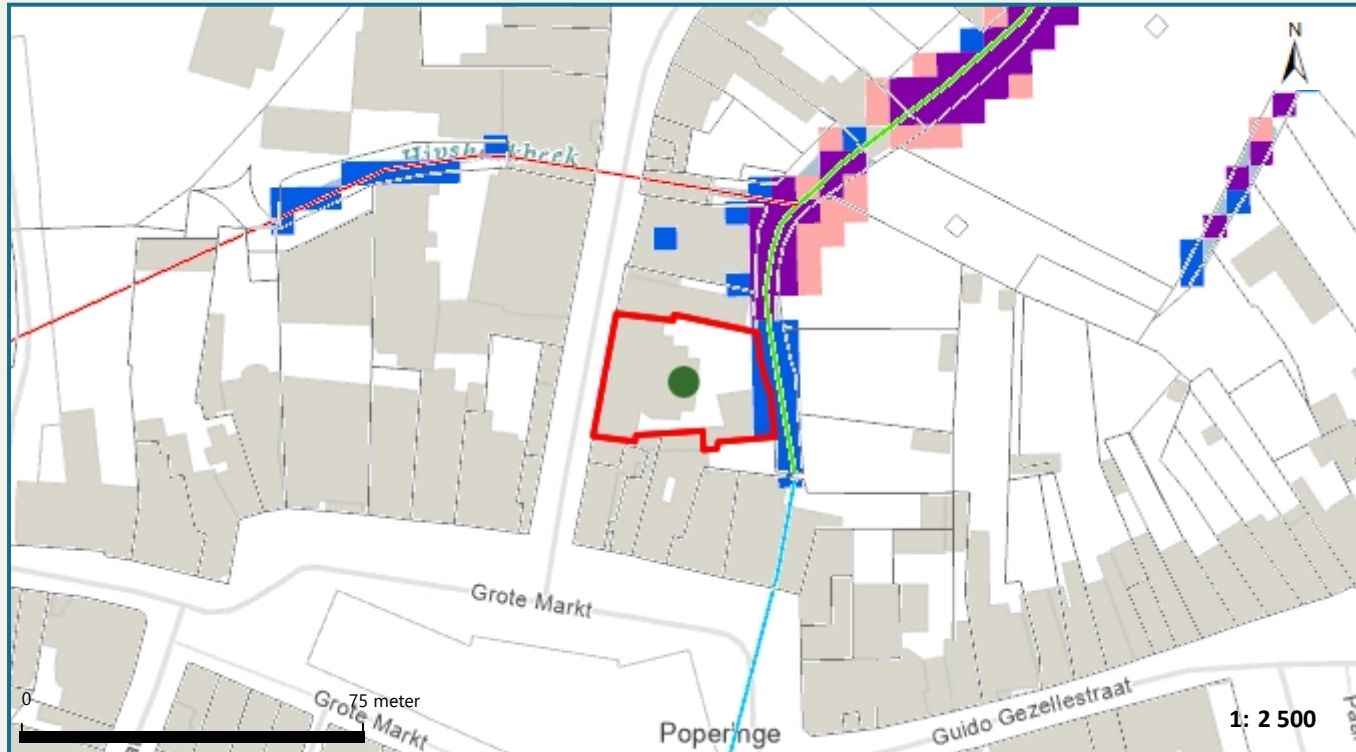 N
Grote Markt
0
75 meter
Grote Markt
Poperinge
Guido Gezellestraat
1: 2 500